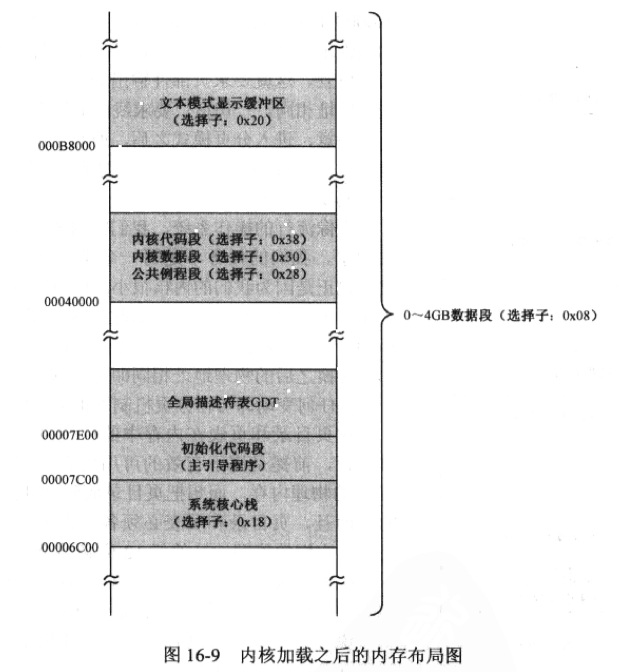 文本模式显示缓冲区
(选择子：0x20)
000B8000
内核代码段(选择子：0x38)
内核数据段(选择子：0x30)
公共例程段(选择子：0x28)
00040000
0～4GB数据段(选择子：0x08)
全局描述符表GDT
00007E00
初始化代码段
(主引导程序)
00007C00
系统核心栈
(选择子：0x18)
00006C00
图 16-9 内核加载之后的内存布局图